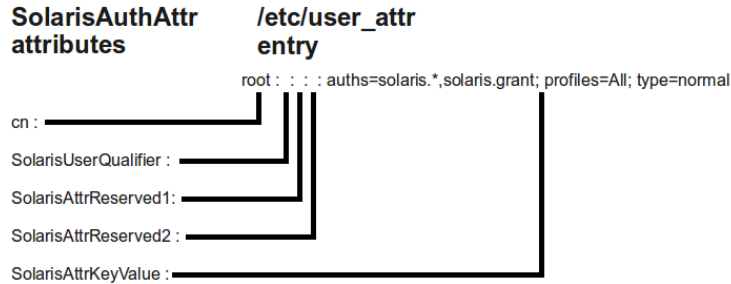 SolarisAuthAttr attributes
/etc/user_attr entry
root : : : : auths=solaris.*,solaris.grant; profiles=All; type=normal
cn :
SolarisUserQualifier :
SolarisAttrReserved1:
SolarisAttrReserved2 :
SolarisAttrKeyValue :